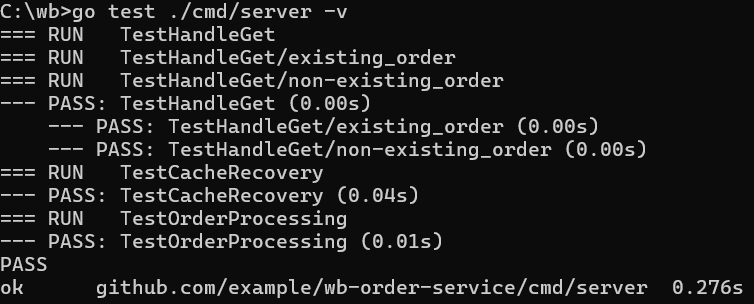 C:\wb>go test ./cmd/server -v
=== RUN   TestHandleGet
=== RUN   TestHandleGet/existing_order
=== RUN   TestHandleGet/non-existing_order
--- PASS: TestHandleGet (0.00s)
    --- PASS: TestHandleGet/existing_order (0.00s)
    --- PASS: TestHandleGet/non-existing_order (0.00s)
=== RUN   TestCacheRecovery
--- PASS: TestCacheRecovery (0.04s)
=== RUN   TestOrderProcessing
--- PASS: TestOrderProcessing (0.01s)
PASS
ok      github.com/example/wb-order-service/cmd/server  0.276s